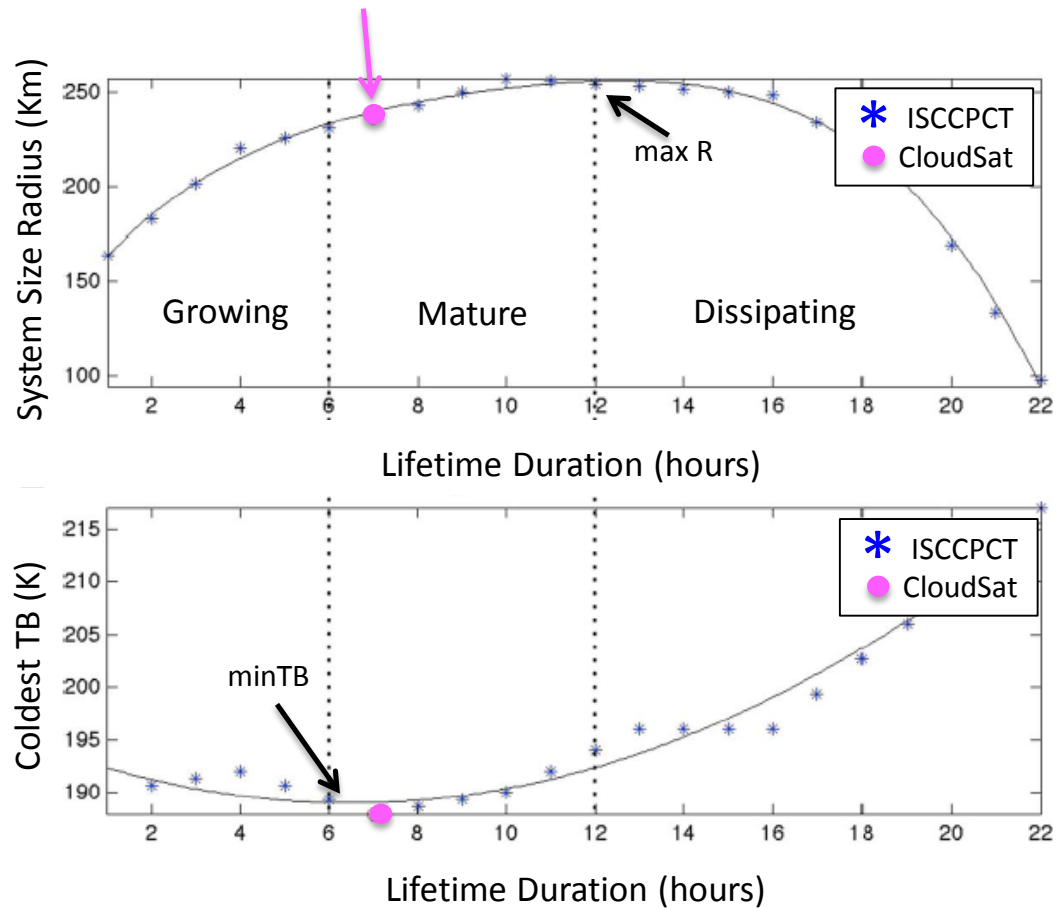 System Size Radius (Km)
250
200
150
100
max R
* ISCCPCT
CloudSat
Growing
Mature
Dissipating
2 4 6 8 10 12 14 16 18 20 22
Lifetime Duration (hours)
Coldest TB (K)
215
210
205
200
195
190
minTB
* ISCCPCT
CloudSat
2 4 6 8 10 12 14 16 18 20 22
Lifetime Duration (hours)